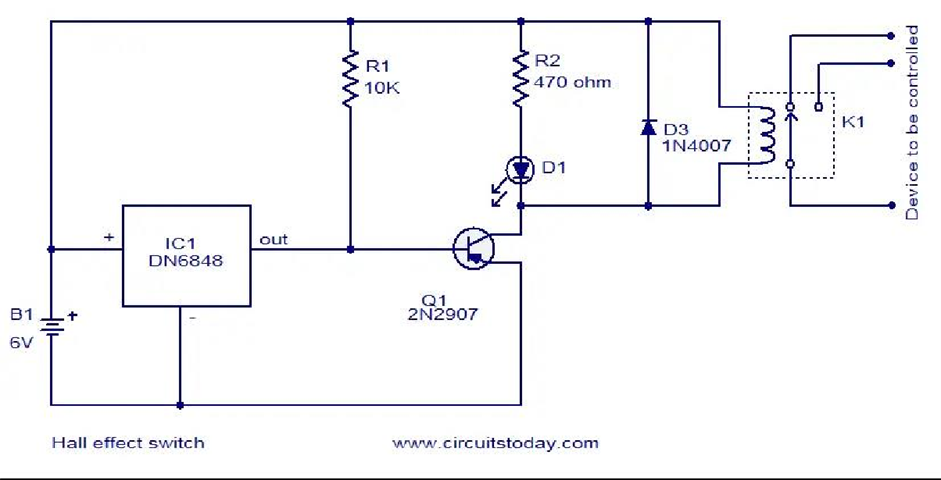 R1
10K
R2
470 ohm
D3
1N4007
K1
Device to be controlled
D1
+
IC1
DN6848
out
-
B1
+
6V
Q1
2N2907
Hall effect switch
www.circuitstoday.com